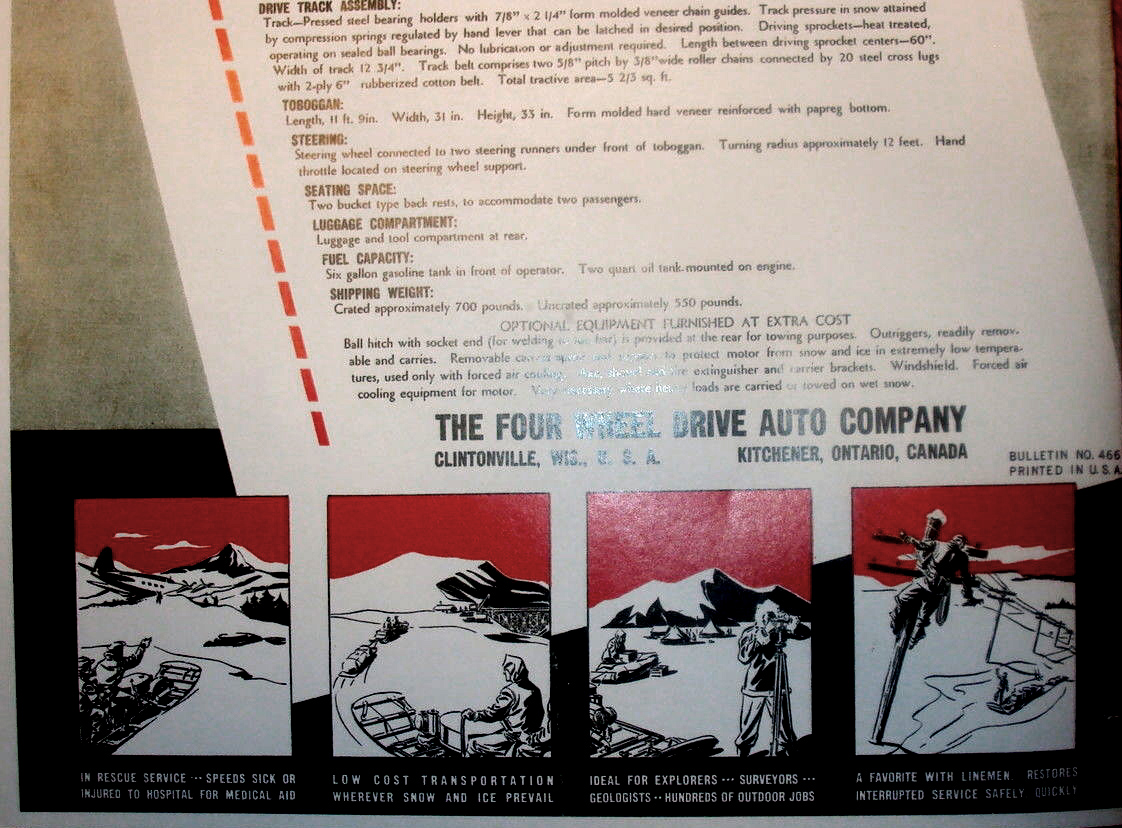 DRIVE TRACK ASSEMBLY:
Track—Pressed steel bearing holders with 7/8" x 2 1/4" form molded veneer chain guides. Track pressure in snow attained
by compression springs regulated by hand lever that can be latched in desired position. Driving sprockets—heat treated,
operating on sealed ball bearings. No lubrication or adjustment required. Length between driving sprocket centers—60".
Width of track 12 3/4". Track belt comprises two 5/8" pitch by 3/8"wide roller chains connected by 20 steel cross lugs
with 2-ply 6" rubberized cotton belt. Total tractive area—5 2/3 sq. ft.
TOBOGGAN:
Length, 11 ft. 9in. Width, 31 in. Height, 33 in. Form molded hard veneer reinforced with papreg bottom.
STEERING:
Steering wheel connected to two steering runners under front of toboggan. Turning radius approximately 12 feet. Hand
throttle located on steering wheel support.
SEATING SPACE:
Two bucket type back rests, to accommodate two passengers.
LUGGAGE COMPARTMENT:
Luggage and tool compartment at rear.
FUEL CAPACITY:
Six gallon gasoline tank in front of operator. Two quart oil tank mounted on engine.
SHIPPING WEIGHT:
Crated approximately 700 pounds. Uncrated approximately 550 pounds.
OPTIONAL EQUIPMENT FURNISHED AT EXTRA COST
Ball hitch with socket end (for welding bar) is provided at the rear for towing purposes. Outriggers, readily remov-
able and carries. Removable to protect motor from snow and ice in extremely low tempera-
tures, used only with forced air cooling. Axe, shovel and fire extinguisher and carrier brackets. Windshield. Forced air
cooling equipment for motor. Very necessary where heavy loads are carried or towed on wet snow.
THE FOUR WHEEL DRIVE AUTO COMPANY
CLINTONVILLE, WIS., U. S. A. KITCHENER, ONTARIO, CANADA
BULLETIN NO. 466
PRINTED IN U.S.A.
IN RESCUE SERVICE ··· SPEEDS SICK OR
INJURED TO HOSPITAL FOR MEDICAL AID
LOW COST TRANSPORTATION
WHEREVER SNOW AND ICE PREVAIL
IDEAL FOR EXPLORERS ··· SURVEYORS ···
GEOLOGISTS ·· HUNDREDS OF OUTDOOR JOBS
A FAVORITE WITH LINEMEN. RESTORES
INTERRUPTED SERVICE SAFELY QUICKLY